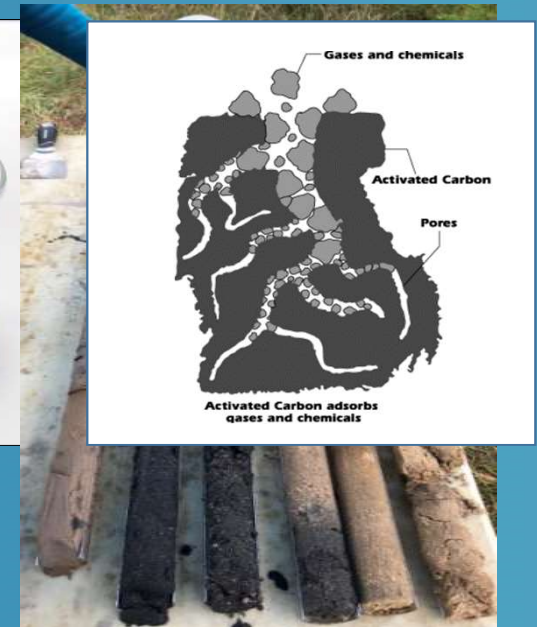 Gases and chemicals
Activated Carbon
Pores
Activated Carbon adsorbs
gases and chemicals